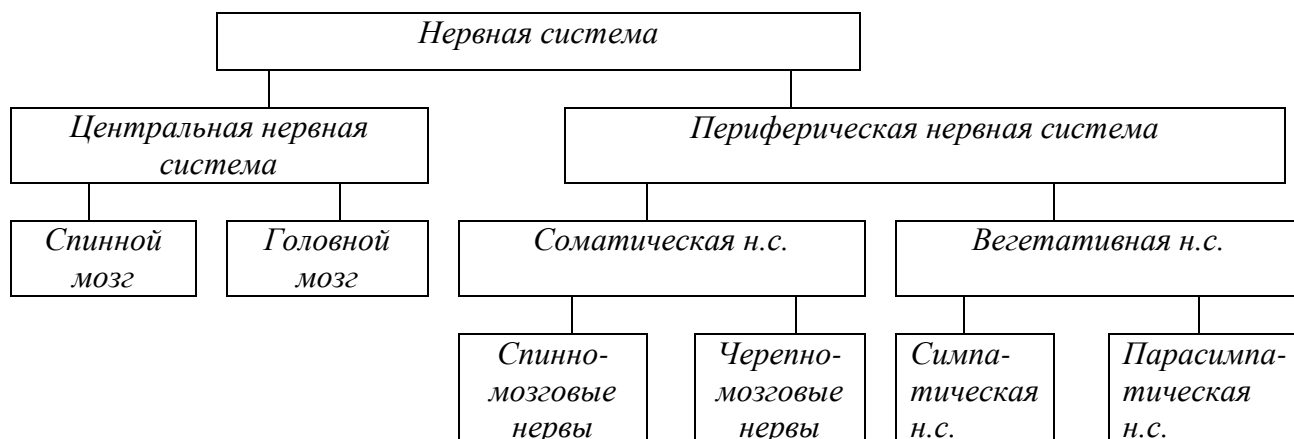 Нервная система
Центральная нервная
система
Периферическая нервная система
Спинной
мозг
Головной
мозг
Соматическая н.с.
Вегетативная н.с.
Спинно-
мозговые
нервы
Черепно-
мозговые
нервы
Симпа-
тическая
н.с.
Парасимпа-
тическая
н.с.